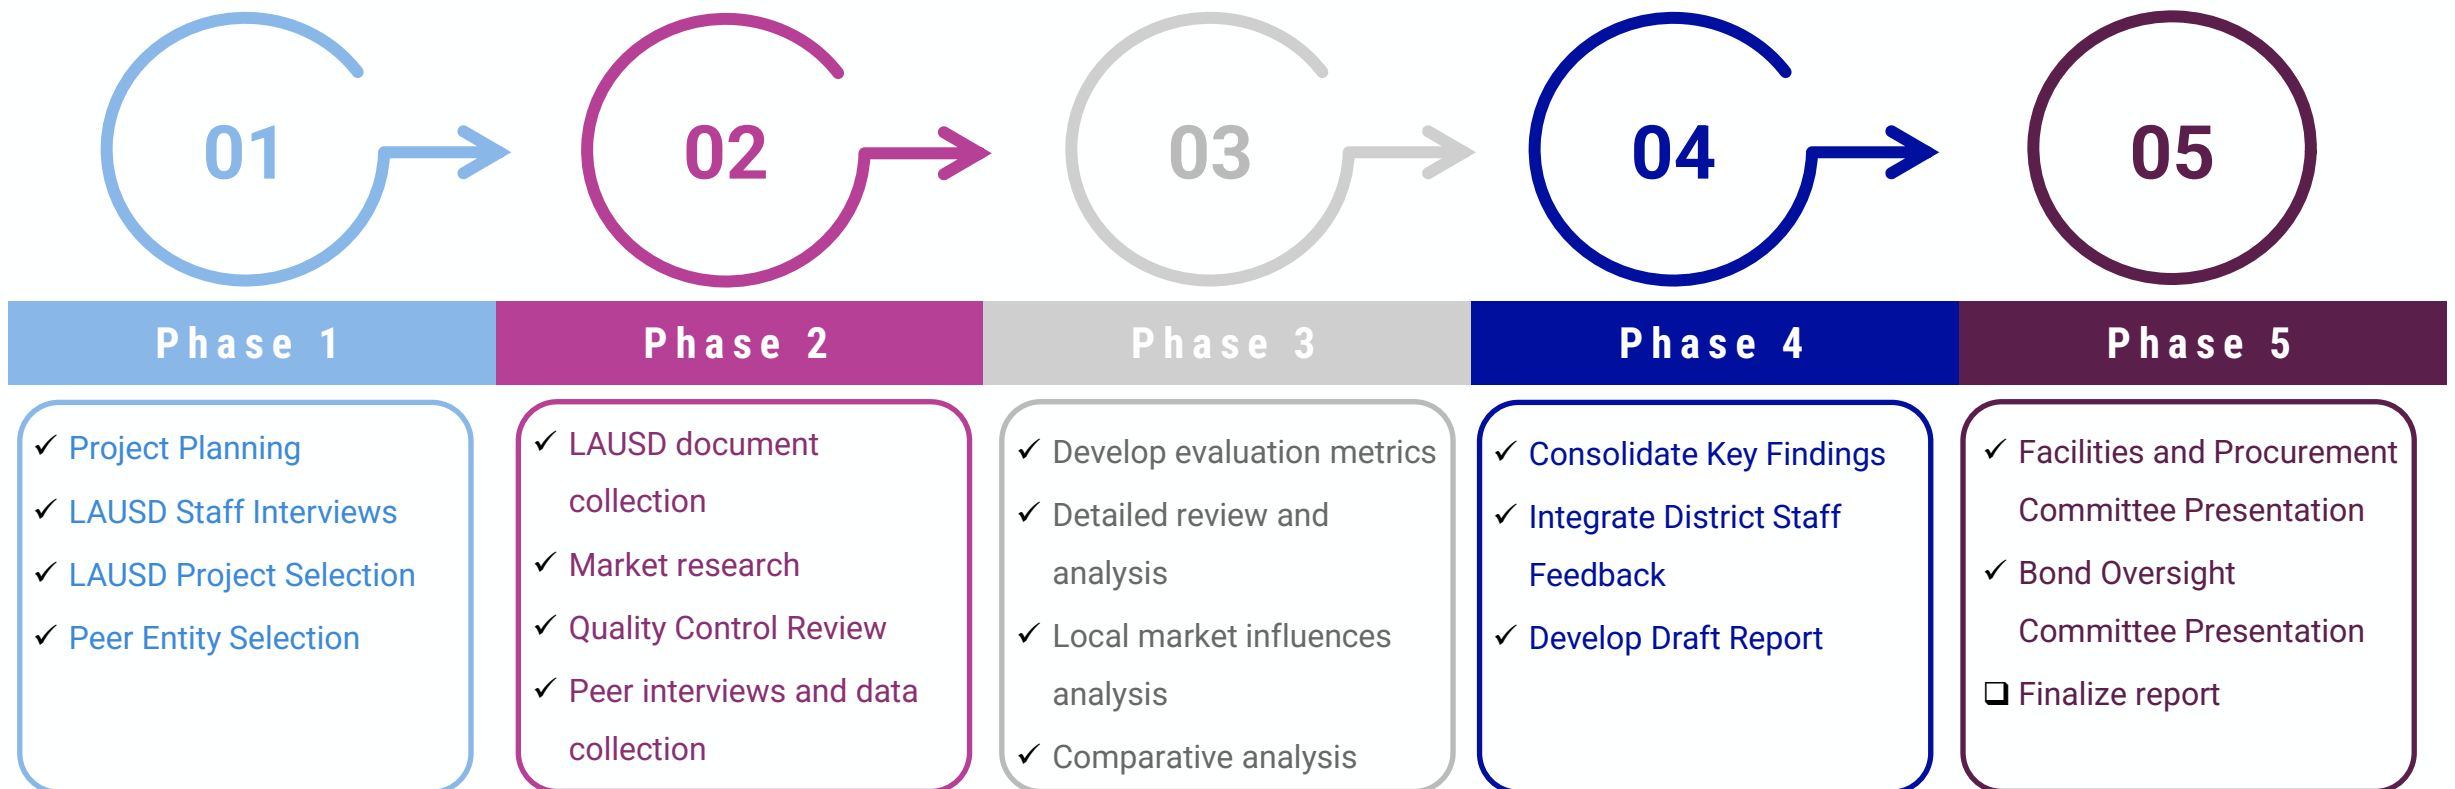 01
02
03
04
05
Phase 1
Phase 2
Phase 3
Phase 4
Phase 5
✓ Project Planning
✓ LAUSD Staff Interviews
✓ LAUSD Project Selection
✓ Peer Entity Selection
✓ LAUSD document
collection
✓ Market research
✓ Quality Control Review
✓ Peer interviews and data
collection
✓ Develop evaluation metrics
✓ Detailed review and
analysis
✓ Local market influences
analysis
✓ Comparative analysis
✓ Consolidate Key Findings
✓ Integrate District Staff
Feedback
✓ Develop Draft Report
✓ Facilities and Procurement
Committee Presentation
✓ Bond Oversight
Committee Presentation
❑ Finalize report